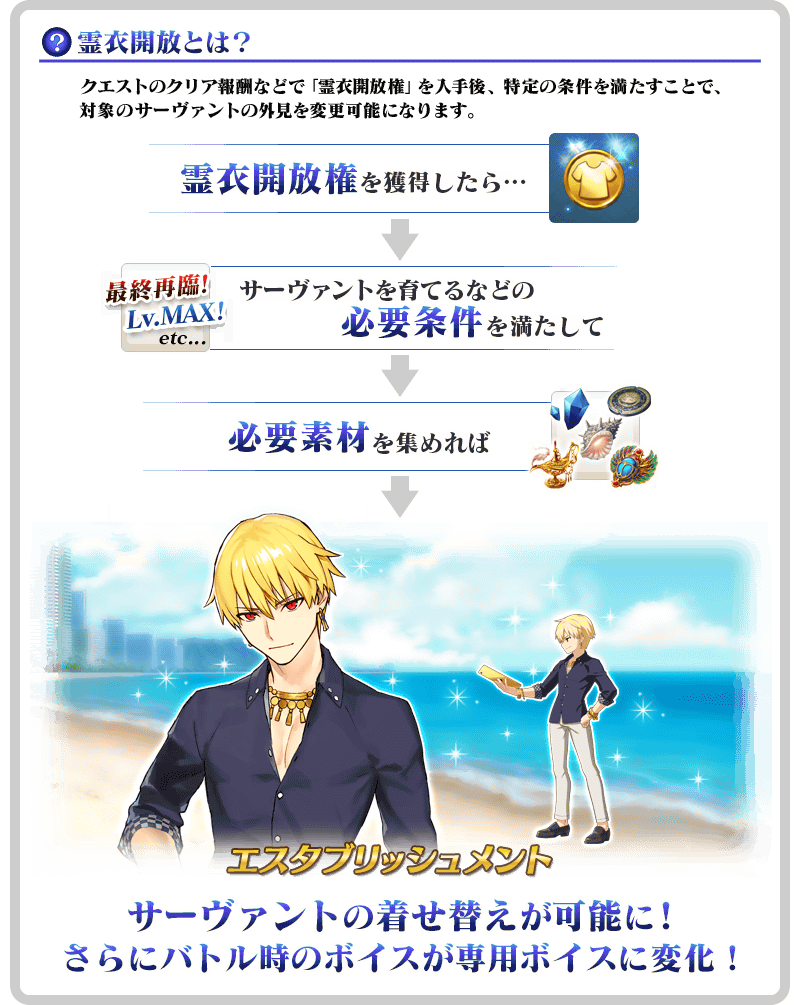 ?霊衣開放とは？
クエストのクリア報酬などで「霊衣開放権」を入手後、特定の条件を満たすことで、
対象のサーヴァントの外見を変更可能になります。
霊衣開放権を獲得したら…
最終再臨!
Lv.MAX!
etc...
サーヴァントを育てるなどの
必要条件を満たして
必要素材を集めれば
エスタブリッシュメント
サーヴァントの着せ替えが可能に!
さらにバトル時のボイスが専用ボイスに変化！